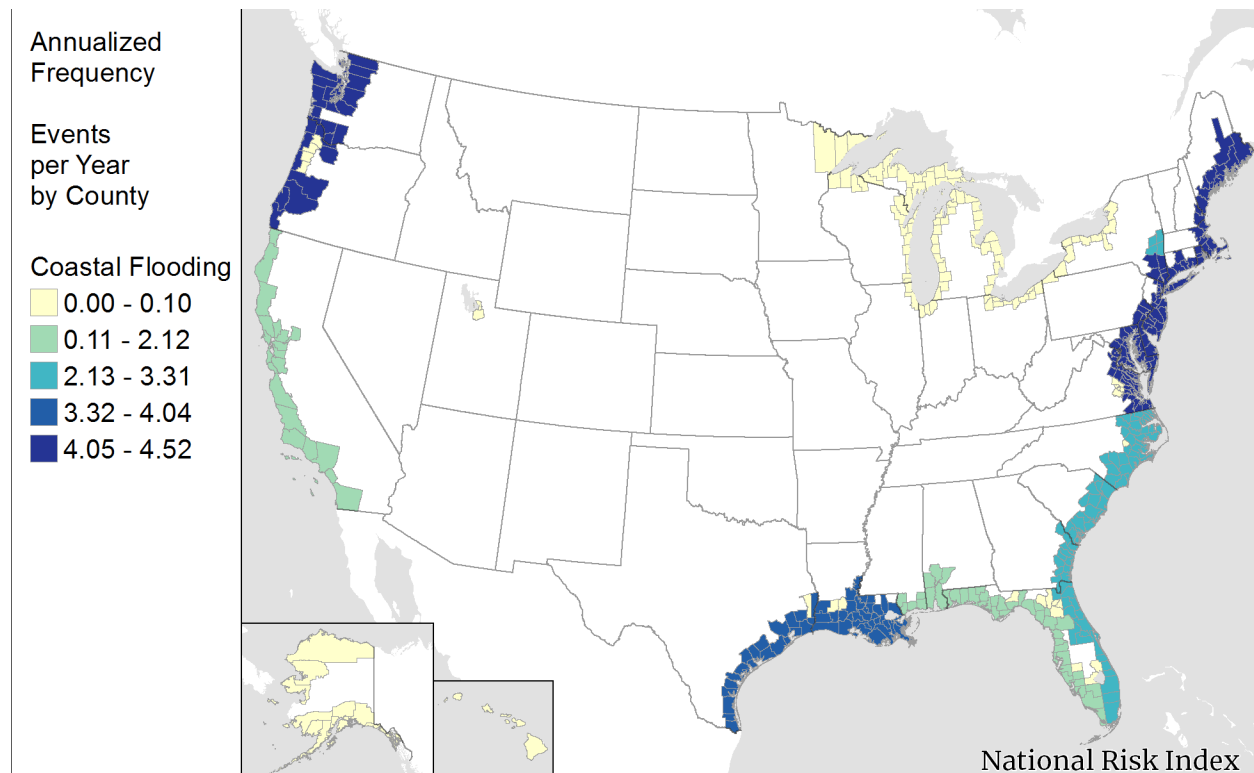 Annualized
Frequency
Events
per Year
by County
Coastal Flooding
0.00 - 0.10
0.11 - 2.12
2.13 - 3.31
3.32 - 4.04
4.05 - 4.52
National Risk Index